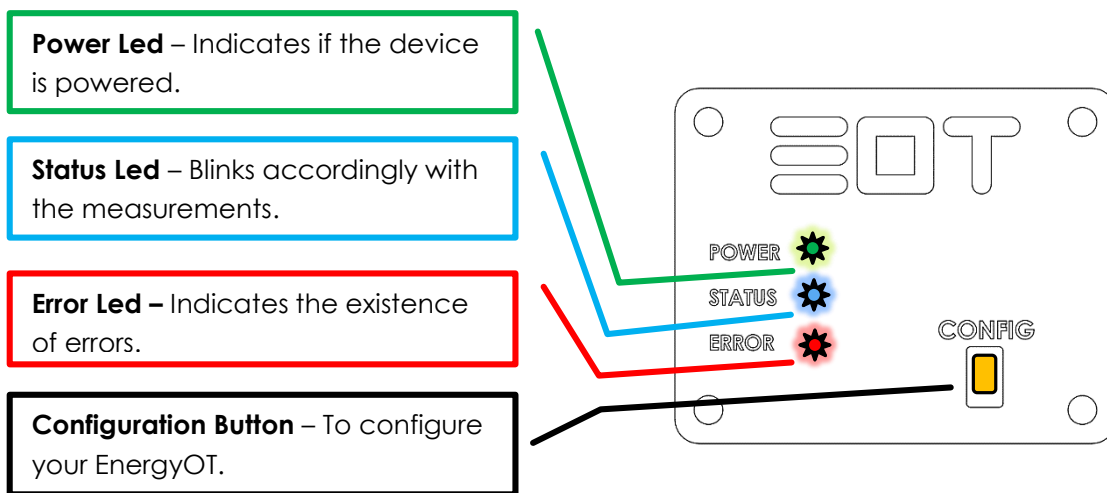 Power Led – Indicates if the device
is powered.
Status Led – Blinks accordingly with
the measurements.
Error Led – Indicates the existence
of errors.
Configuration Button – To configure
your EnergyOT.
EOT
POWER
STATUS
ERROR
CONFIG